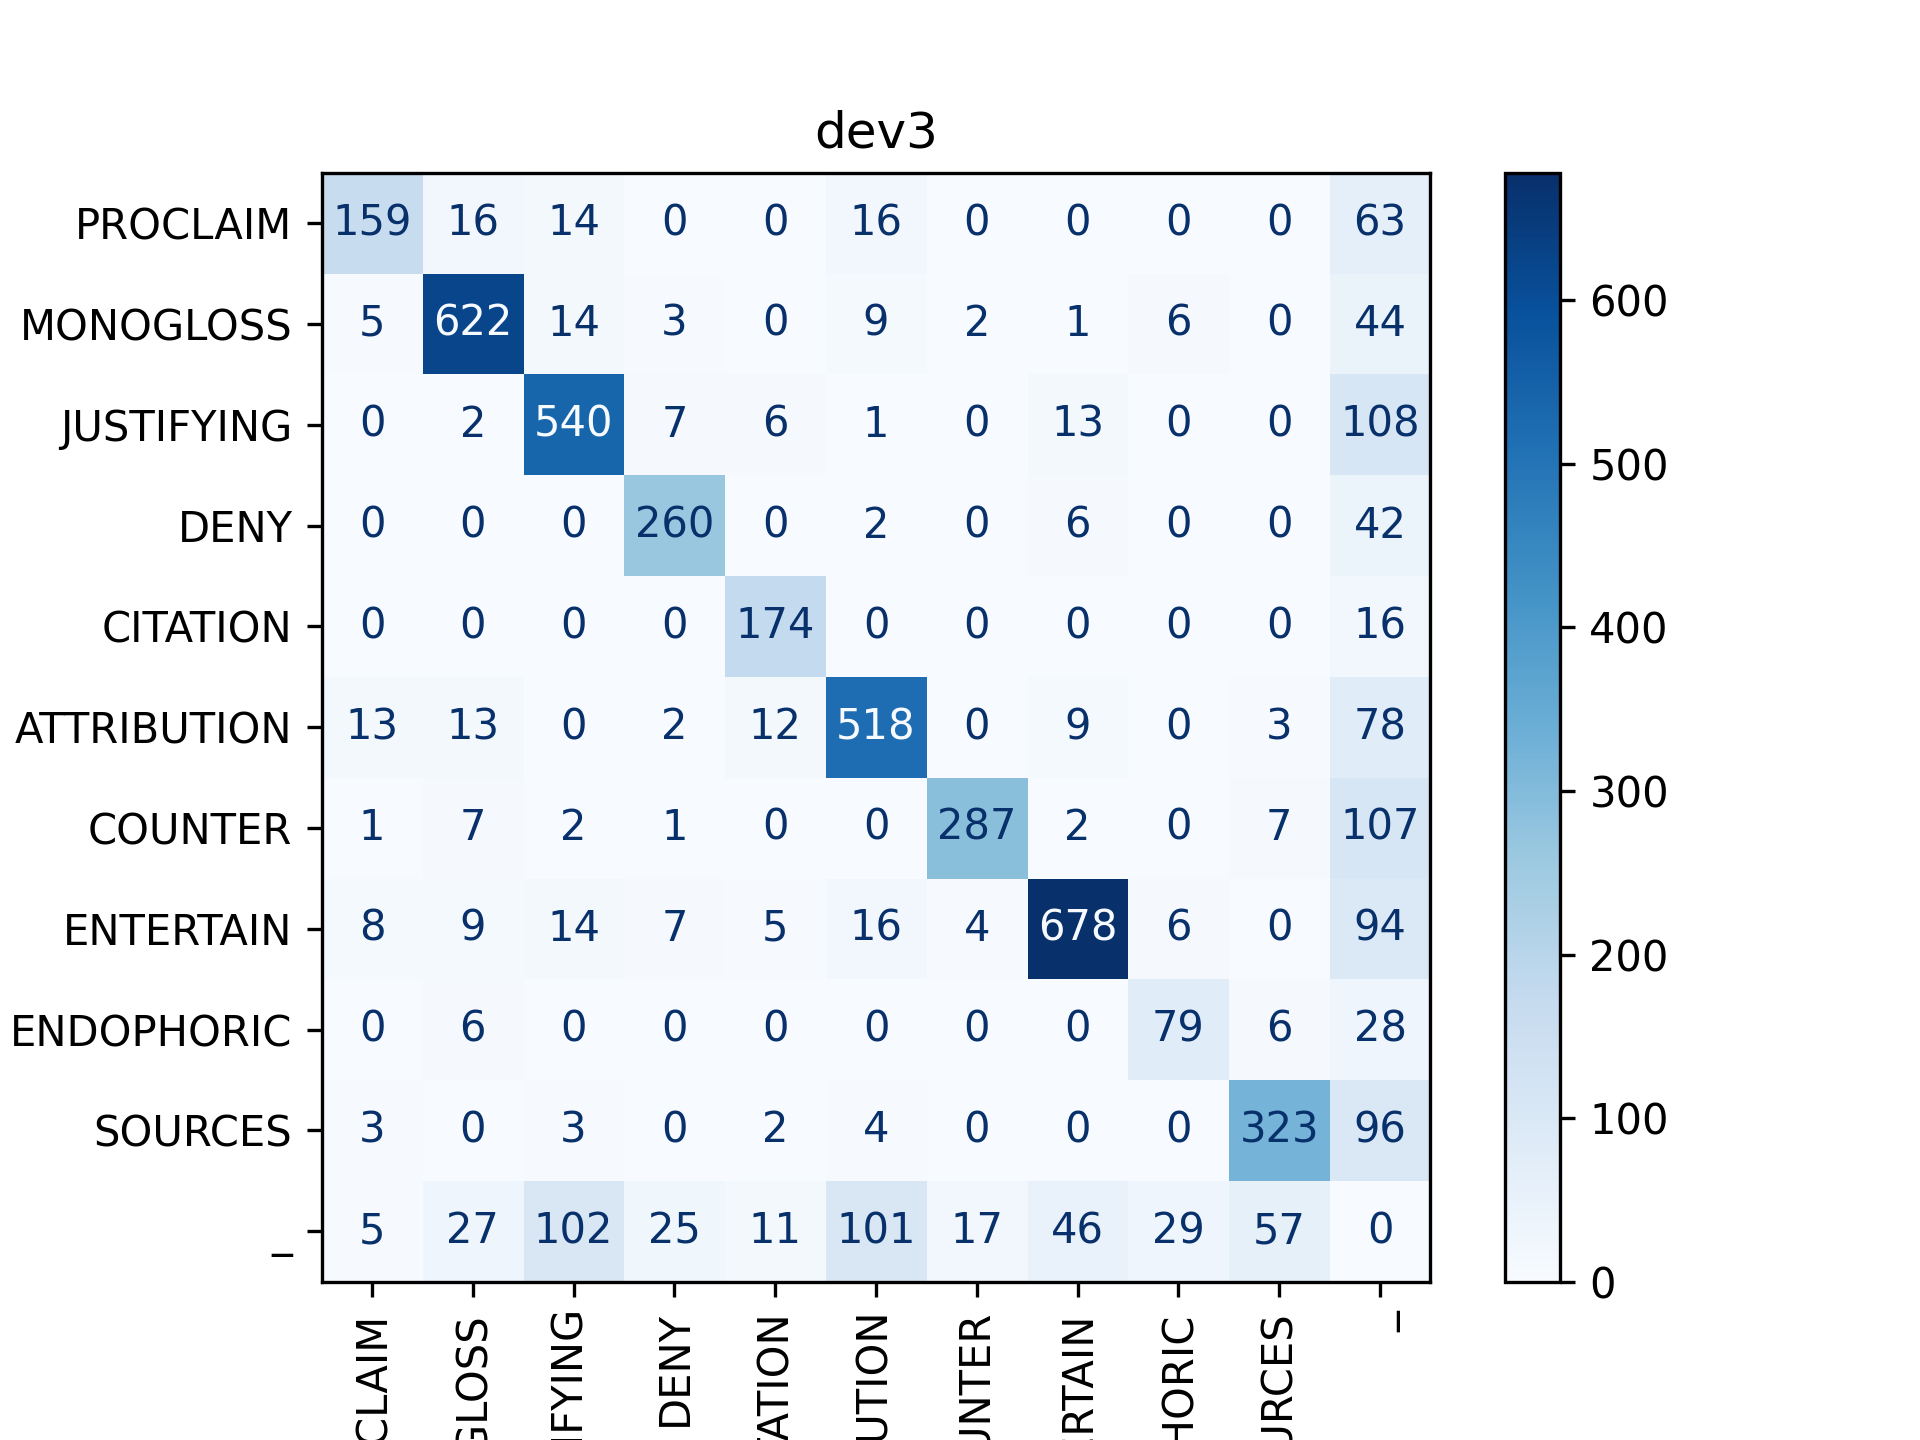 dev3
PROCLAIM 159 16 14 0 0 16 0 0 0 0 63
MONOGLOSS 5 622 14 3 0 9 2 1 6 0 44
JUSTIFYING 0 2 540 7 6 1 0 13 0 0 108
DENY 0 0 0 260 0 2 0 6 0 0 42
CITATION 0 0 0 0 174 0 0 0 0 0 16
ATTRIBUTION 13 13 0 2 12 518 0 9 0 3 78
COUNTER 1 7 2 1 0 0 287 2 0 7 107
ENTERTAIN 8 9 14 7 5 16 4 678 6 0 94
ENDOPHORIC 0 6 0 0 0 0 0 0 79 6 28
SOURCES 3 0 3 0 2 4 0 0 0 323 96
_ 5 27 102 25 11 101 17 46 29 57 0
CLAIM
GLOSS
IFYING
DENY
TATION
UTION
UNTER
RTAIN
HORIC
URCES
_
600
500
400
300
200
100
0